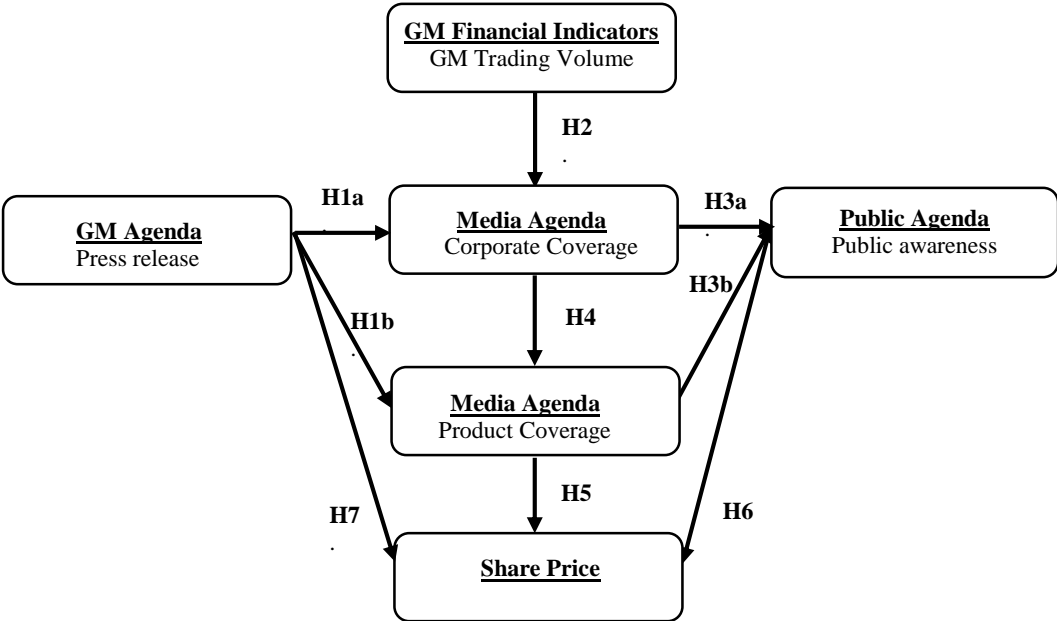 GM Financial Indicators
GM Trading Volume
H2
.
H1a
.
H3a
.
GM Agenda
Press release
Media Agenda
Corporate Coverage
Public Agenda
Public awareness
H3b
H1b
.
H4
Media Agenda
Product Coverage
H5
H7
.
H6
Share Price